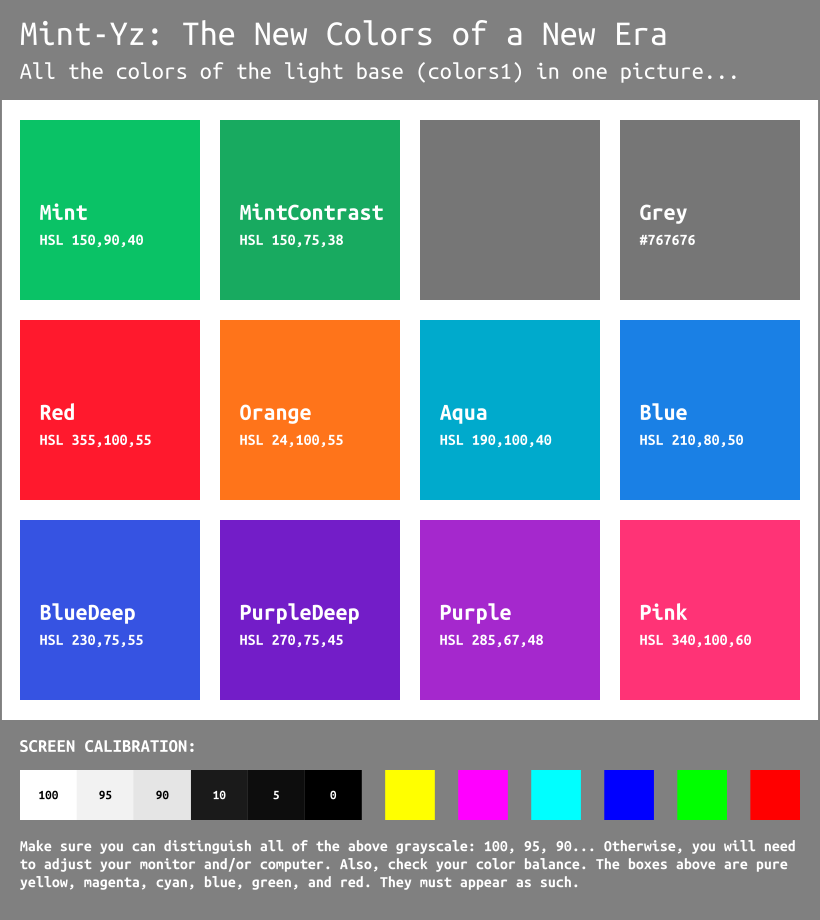 Mint-Yz: The New Colors of a New Era
All the colors of the light base (colors1) in one picture...
Mint
HSL 150,90,40
MintContrast
HSL 150,75,38
Grey
#767676
Red
HSL 355,100,55
Orange
HSL 24,100,55
Aqua
HSL 190,100,40
Blue
HSL 210,80,50
BlueDeep
HSL 230,75,55
PurpleDeep
HSL 270,75,45
Purple
HSL 285,67,48
Pink
HSL 340,100,60
SCREEN CALIBRATION:
100 95 90 10 5 0
Make sure you can distinguish all of the above grayscale: 100, 95, 90... Otherwise, you will need
to adjust your monitor and/or computer. Also, check your color balance. The boxes above are pure
yellow, magenta, cyan, blue, green, and red. They must appear as such.